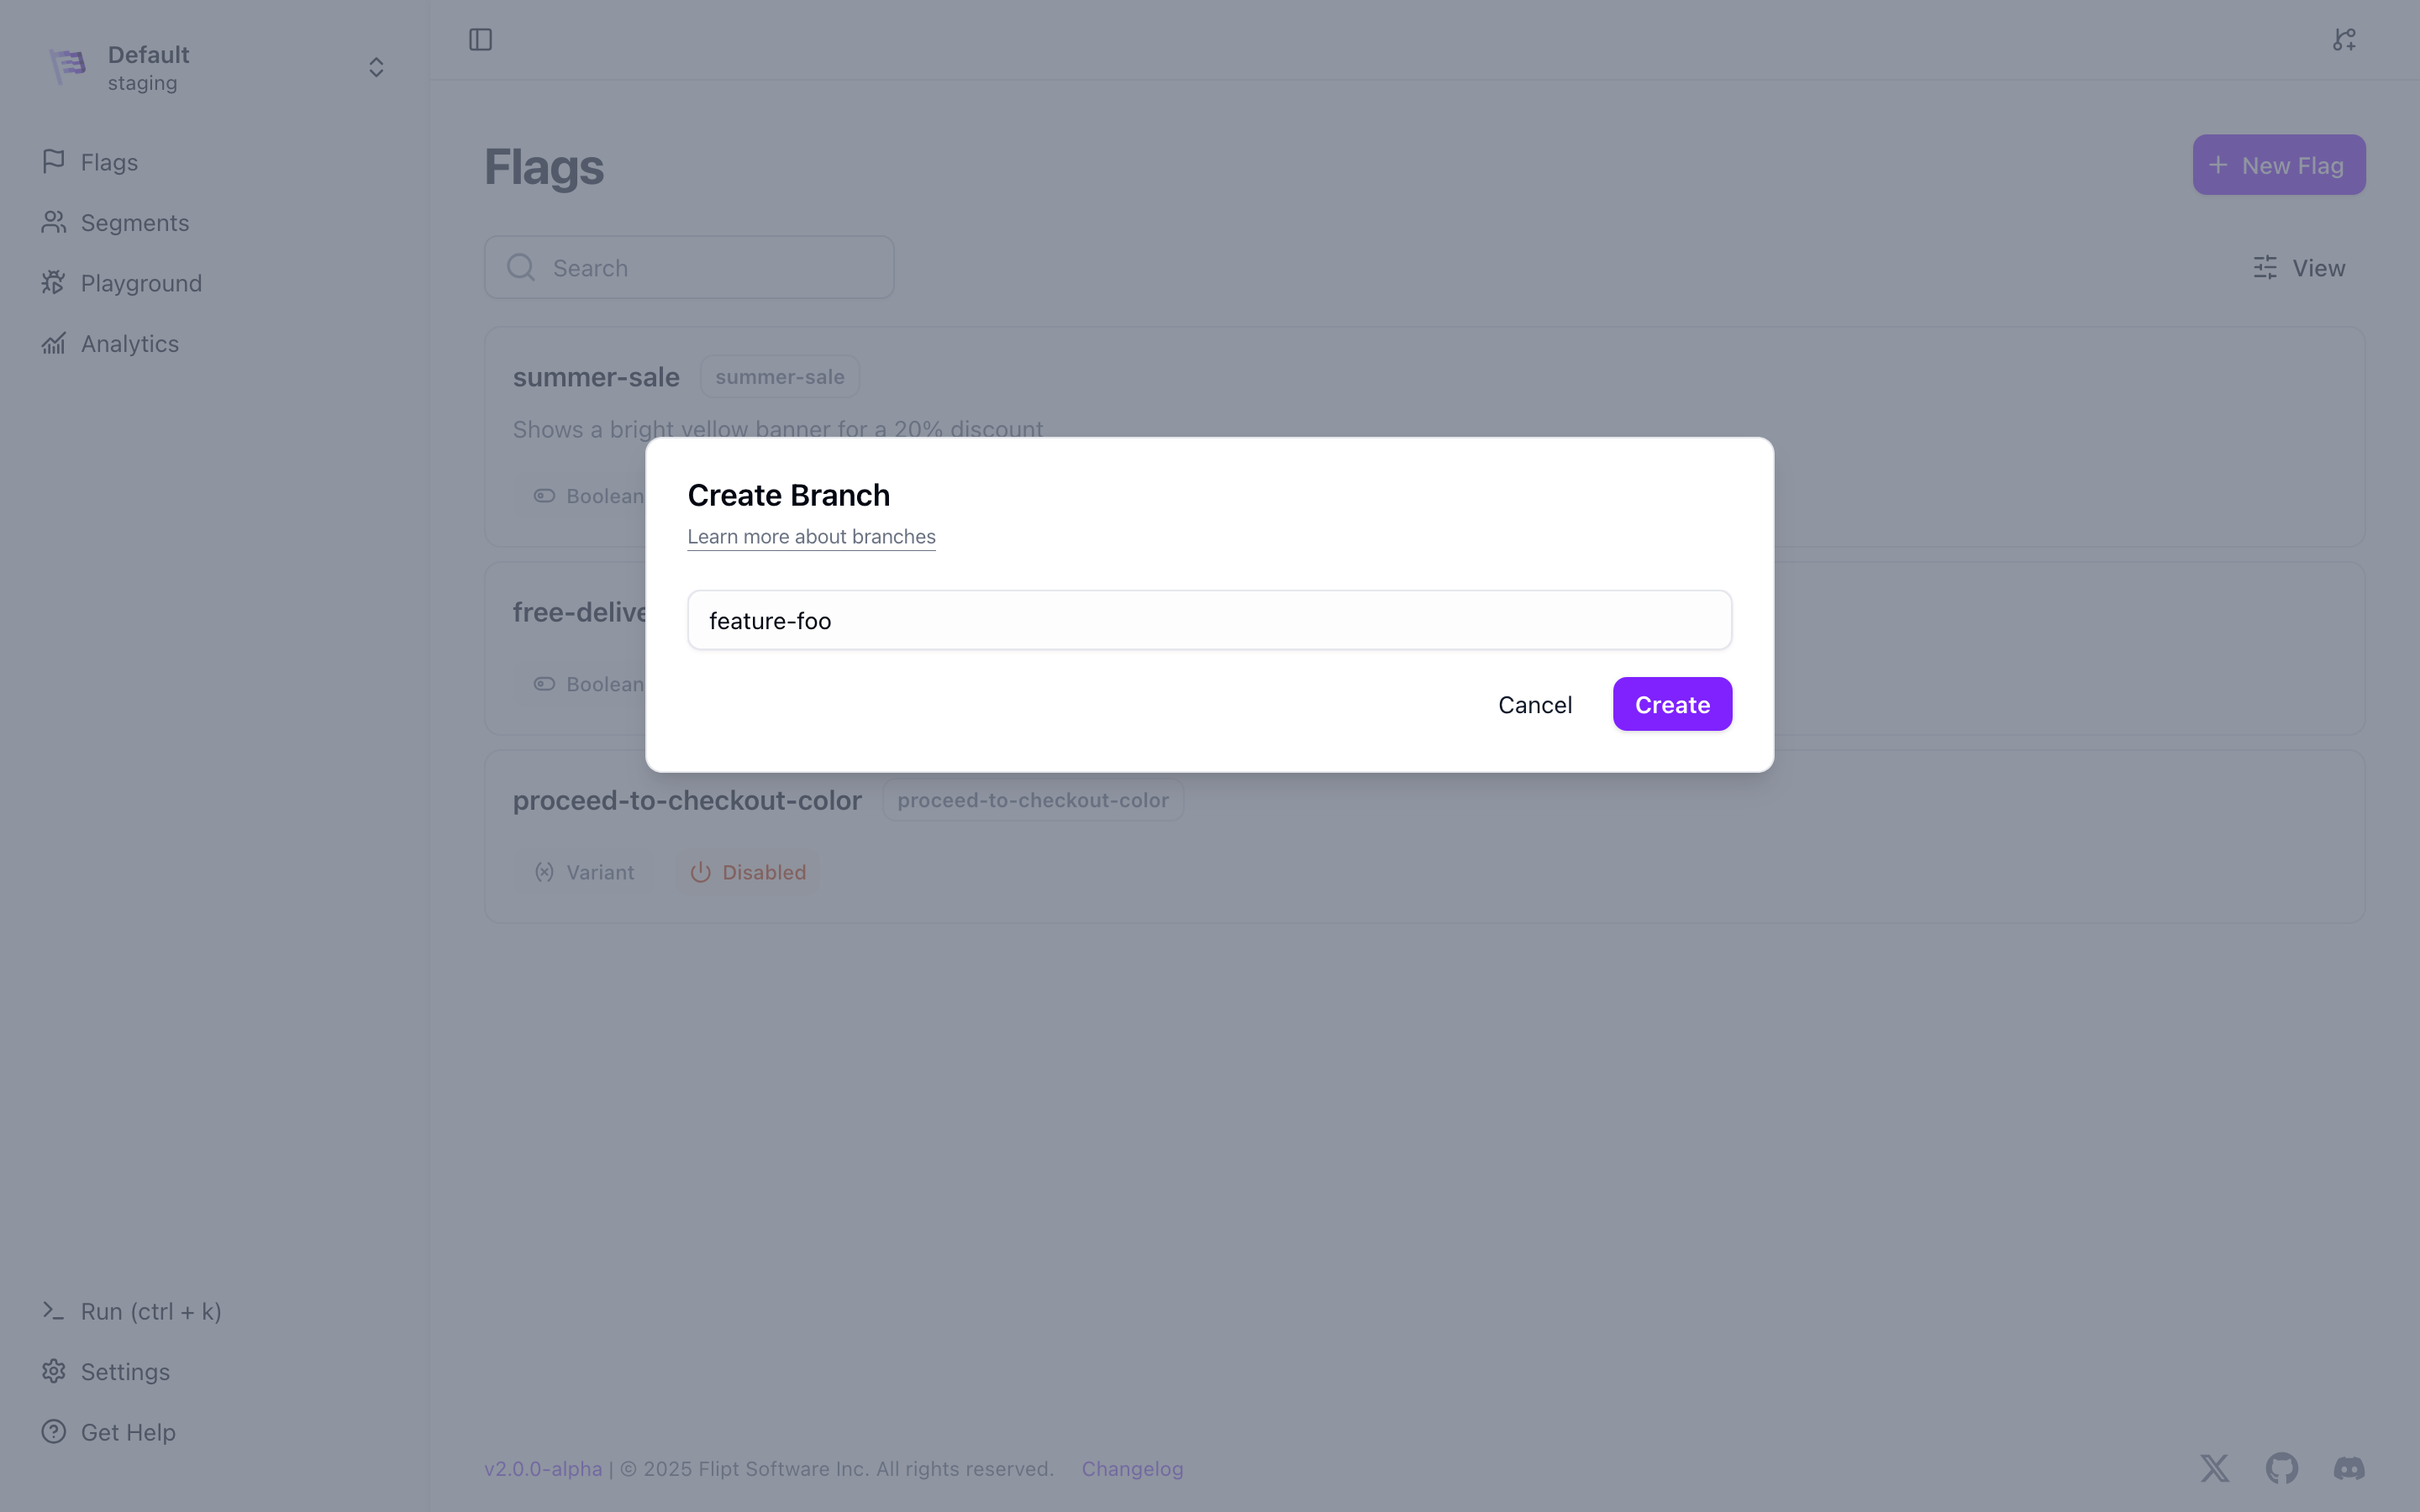 Default
staging
Flags
Segments
Playground
Analytics
Run (ctrl + k)
Settings
Get Help
Flags
New Flag
Search
View
summer-sale summer-sale
Shows a bright yellow banner for a 20% discount
Boolean
free-delive
Boolean
proceed-to-checkout-color proceed-to-checkout-color
Variant Disabled
Create Branch
Learn more about branches
feature-foo
Cancel Create
v2.0.0-alpha | © 2025 Flipt Software Inc. All rights reserved. Changelog